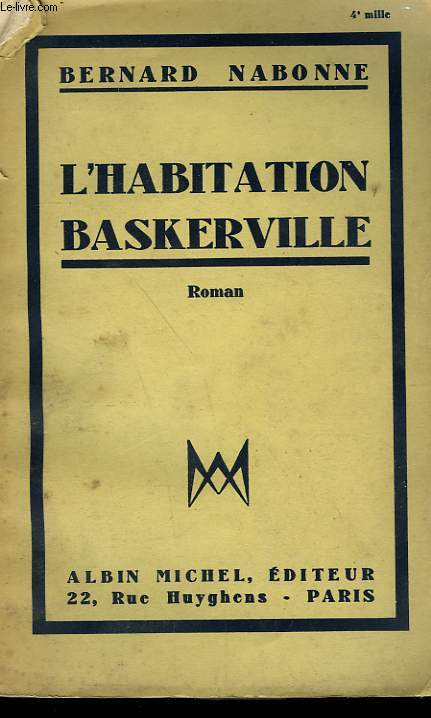 Le-livre.com
4e mille
BERNARD NABONNE
L'HABITATION
BASKERVILLE
Roman
ALBIN MICHEL, ÉDITEUR
22, Rue Huyghens - PARIS